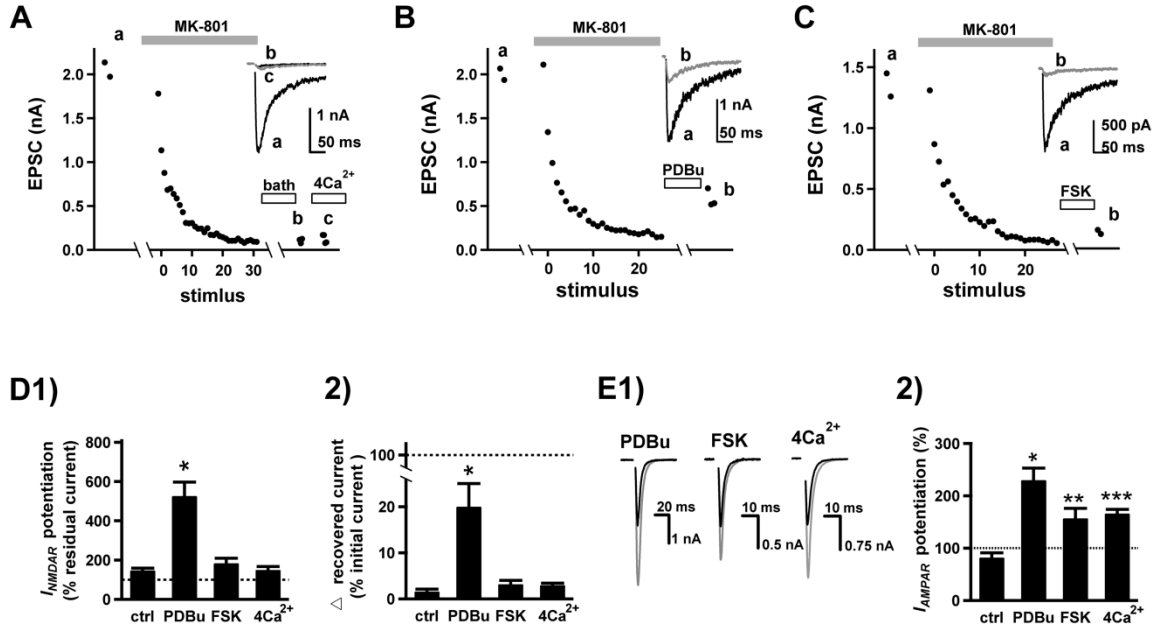 A
MK-801
a
b
c
a
1 nA
50 ms
bath
4Ca²⁺
b
c
EPSC (nA)
2.0
1.5
1.0
0.5
0.0
0
10
20
30
stimlus
B
MK-801
a
b
a
1 nA
50 ms
PDBu
b
EPSC (nA)
2.0
1.5
1.0
0.5
0.0
0
10
20
stimulus
C
MK-801
a
b
a
500 pA
50 ms
FSK
b
EPSC (nA)
1.5
1.0
0.5
0.0
0
10
20
stimulus
D1)
I_NMDAR potentiation
(% residual current)
800
600
400
200
0
*
ctrl PDBu FSK 4Ca²⁺
2)
△ recovered current
(% initial current )
100
20
10
0
*
ctrl PDBu FSK 4Ca²⁺
E1)
PDBu
FSK
4Ca²⁺
20 ms
1 nA
10 ms
0.5 nA
10 ms
0.75 nA
2)
I_AMPAR potentiation (%)
300
200
100
0
*
**
***
ctrl PDBu FSK 4Ca²⁺